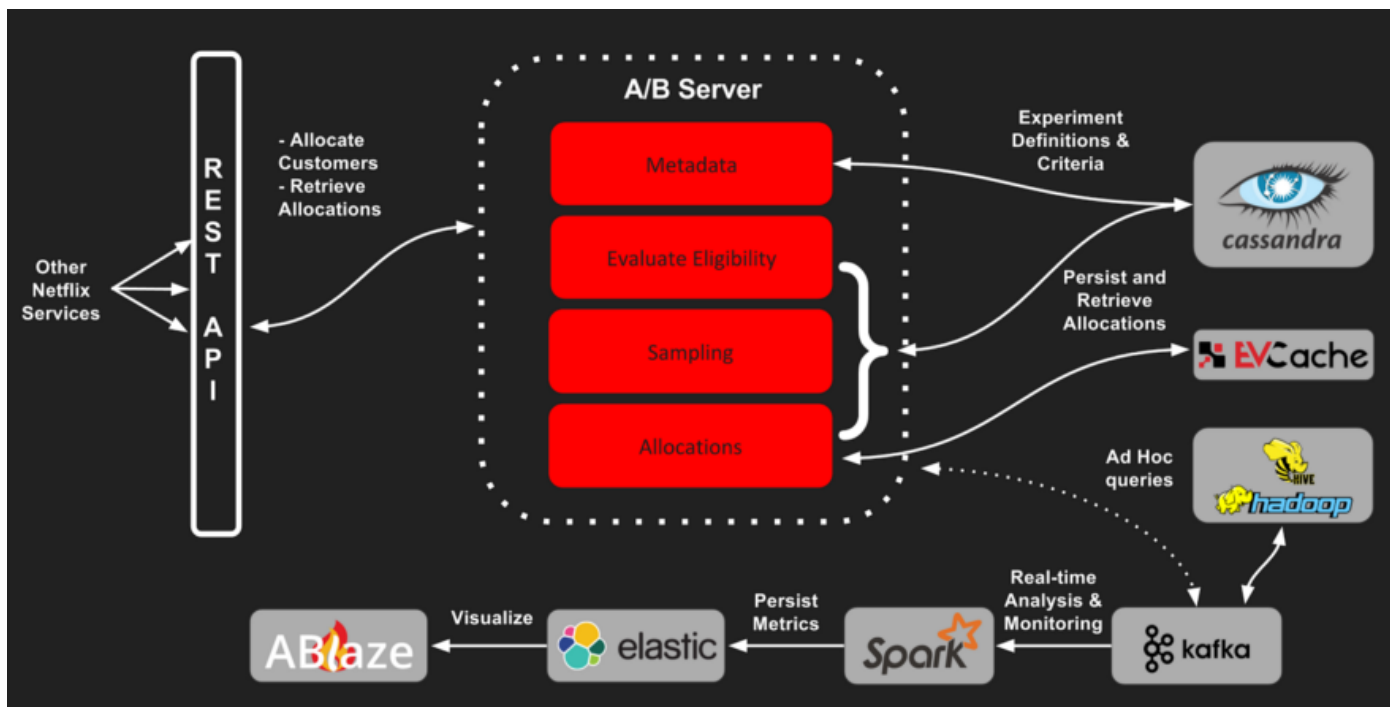 A/B Server
Other
Netflix
Services
REST API
- Allocate
Customers
- Retrieve
Allocations
Metadata
Evaluate Eligibility
Sampling
Allocations
Experiment
Definitions &
Criteria
cassandra
Persist and
Retrieve
Allocations
EVCache
Ad Hoc
queries
HIVE
hadoop
Real-time
Analysis &
Monitoring
kafka
Spark
Persist
Metrics
elastic
Visualize
ABlaze